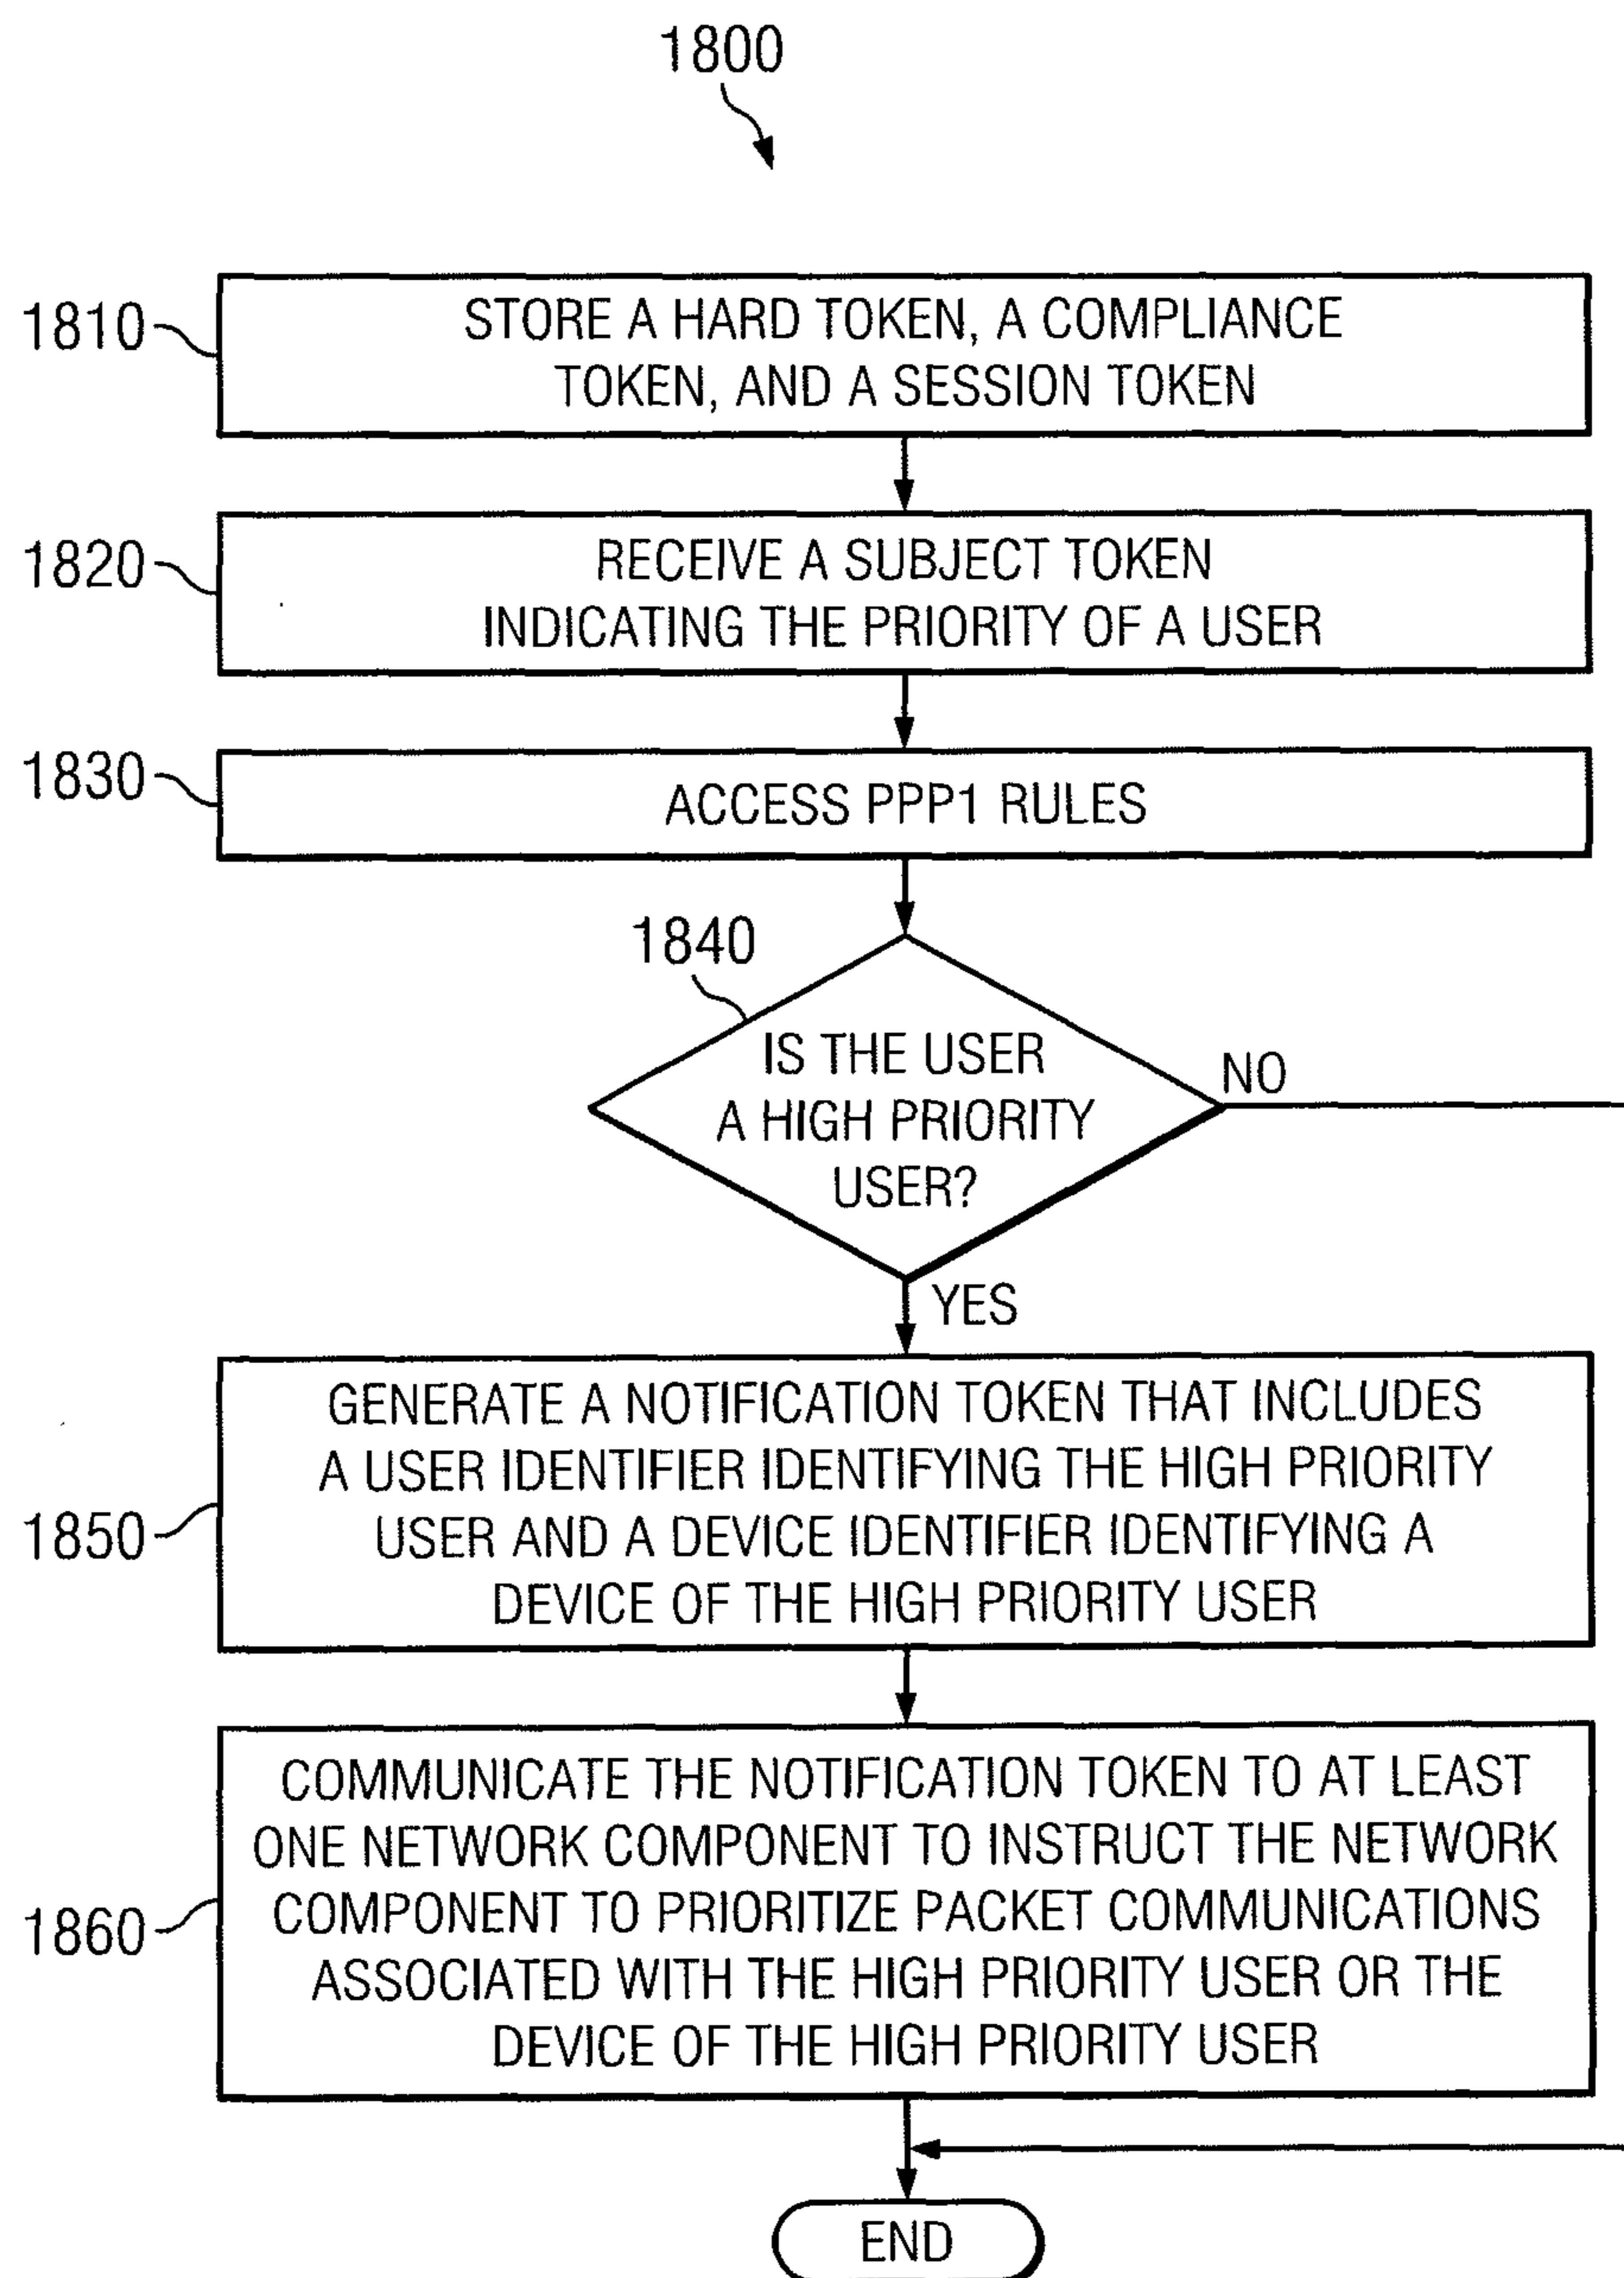 1800
1810
STORE A HARD TOKEN, A COMPLIANCE
TOKEN, AND A SESSION TOKEN
1820
RECEIVE A SUBJECT TOKEN
INDICATING THE PRIORITY OF A USER
1830
ACCESS PPP1 RULES
1840
IS THE USER
A HIGH PRIORITY
USER?
NO
YES
1850
GENERATE A NOTIFICATION TOKEN THAT INCLUDES
A USER IDENTIFIER IDENTIFYING THE HIGH PRIORITY
USER AND A DEVICE IDENTIFIER IDENTIFYING A
DEVICE OF THE HIGH PRIORITY USER
1860
COMMUNICATE THE NOTIFICATION TOKEN TO AT LEAST
ONE NETWORK COMPONENT TO INSTRUCT THE NETWORK
COMPONENT TO PRIORITIZE PACKET COMMUNICATIONS
ASSOCIATED WITH THE HIGH PRIORITY USER OR THE
DEVICE OF THE HIGH PRIORITY USER
END